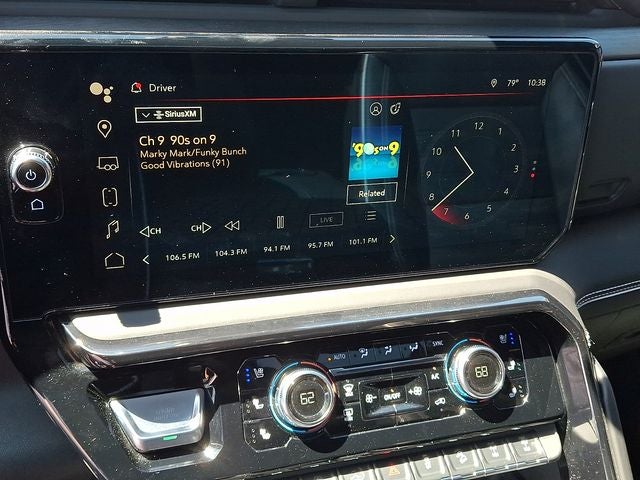 Driver
79° 10:38
SiriusXM
Ch 9 90s on 9
Marky Mark/Funky Bunch
Good Vibrations (91)
'90s ON 9
Related
CH CH LIVE
106.5 FM 104.3 FM 94.1 FM 95.7 FM 101.1 FM
12
1
2
3
4
5
6
7
8
9
10
11
AUTO SYNC
62 ON/OFF A/C 68